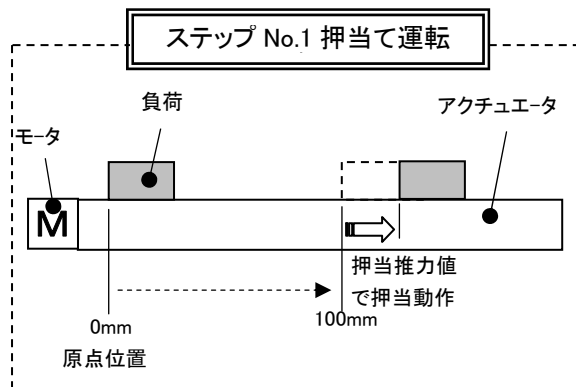 ステップ No.1 押当て運転
負荷
アクチュエータ
モータ
M
押当推力値
で押当動作
0mm
100mm
原点位置